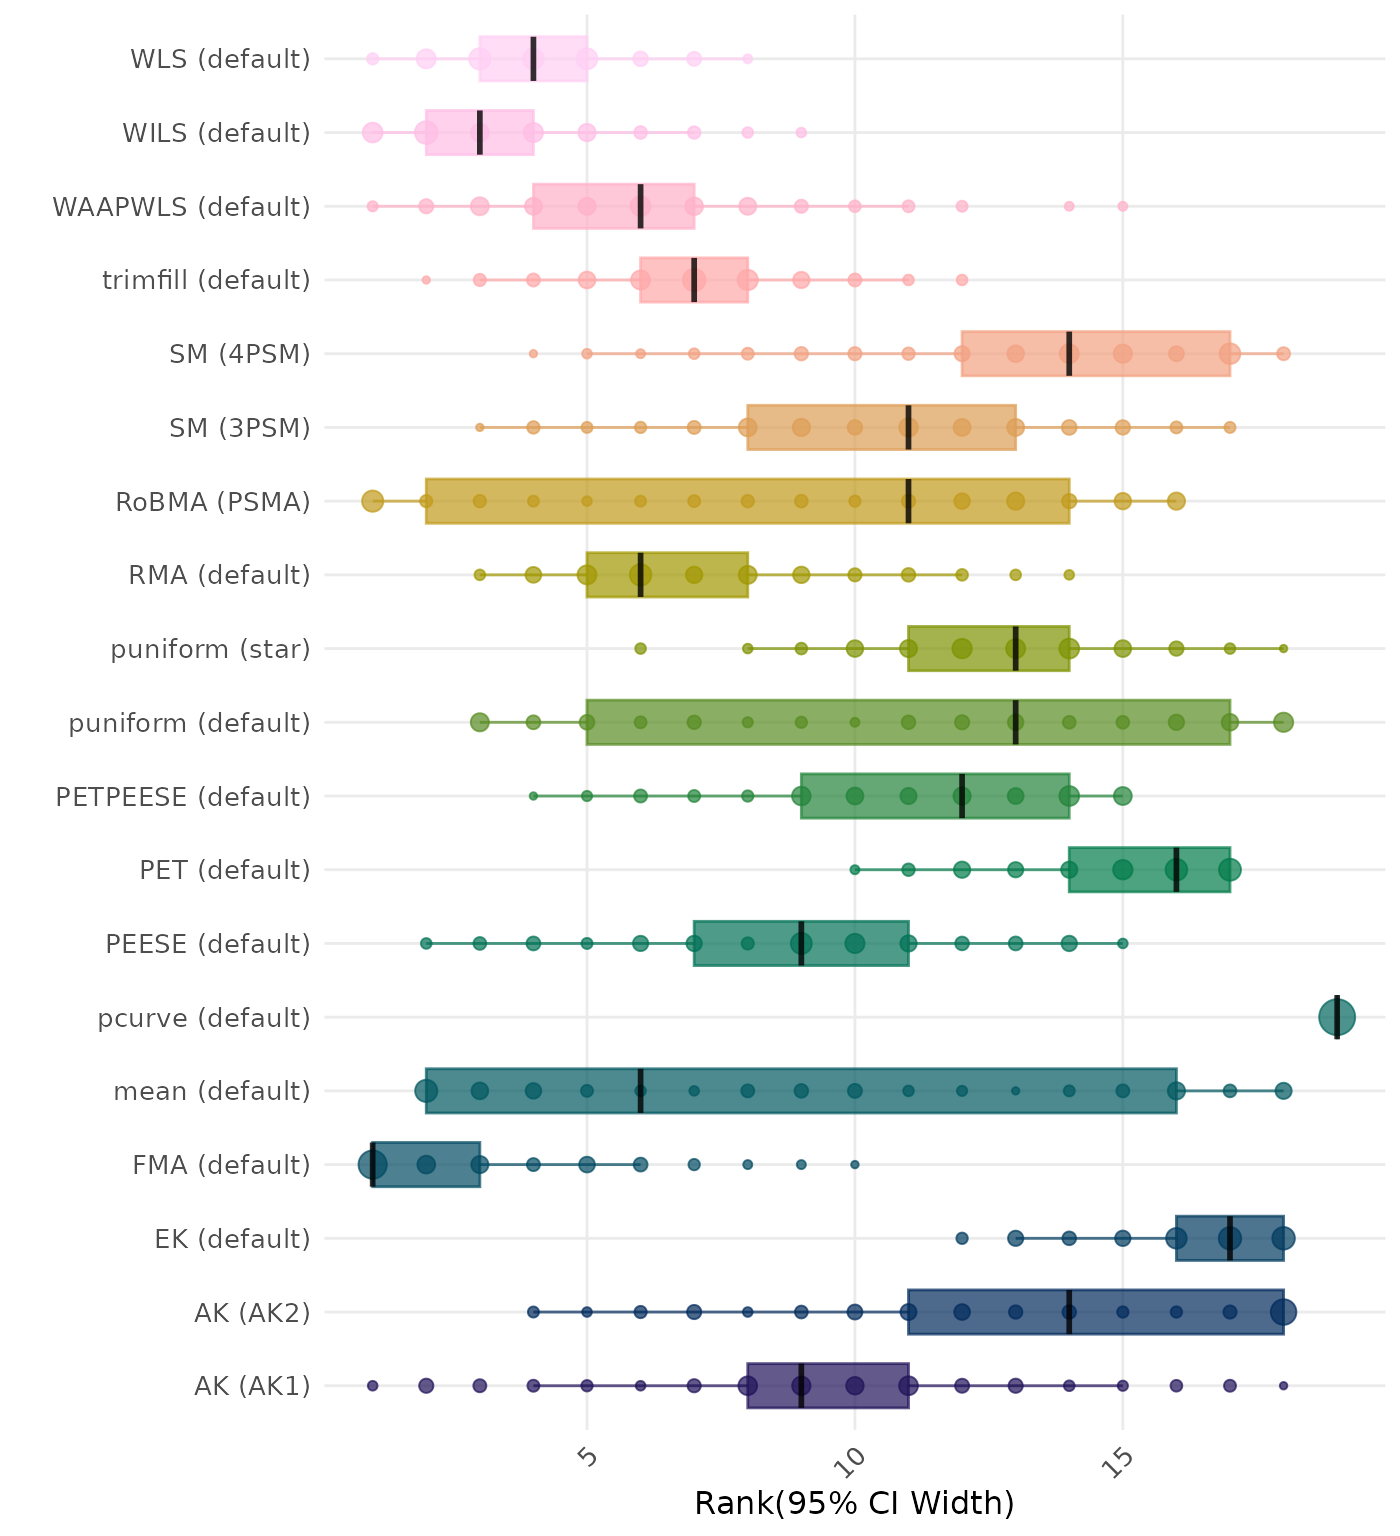 WLS (default)
WILS (default)
WAAPWLS (default)
trimfill (default)
SM (4PSM)
SM (3PSM)
RoBMA (PSMA)
RMA (default)
puniform (star)
puniform (default)
PETPEESE (default)
PET (default)
PEESE (default)
pcurve (default)
mean (default)
FMA (default)
EK (default)
AK (AK2)
AK (AK1)
5
10
15
Rank(95% CI Width)